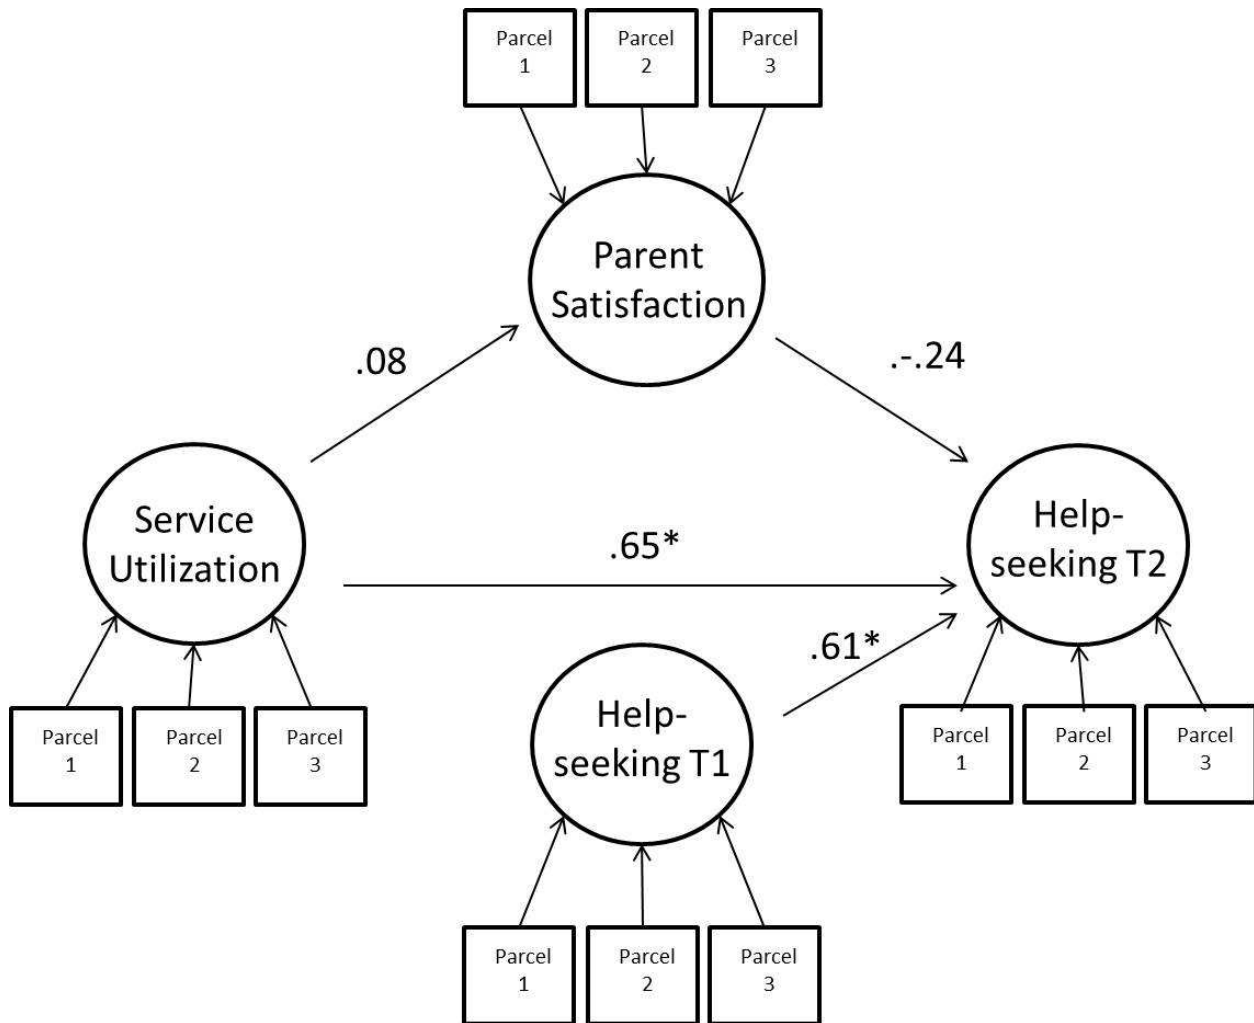 Parcel
1
Parcel
2
Parcel
3
Parent
Satisfaction
.08
.-.24
Service
Utilization
.65*
Help-
seeking T2
.61*
Parcel
1
Parcel
2
Parcel
3
Help-
seeking T1
Parcel
1
Parcel
2
Parcel
3
Parcel
1
Parcel
2
Parcel
3